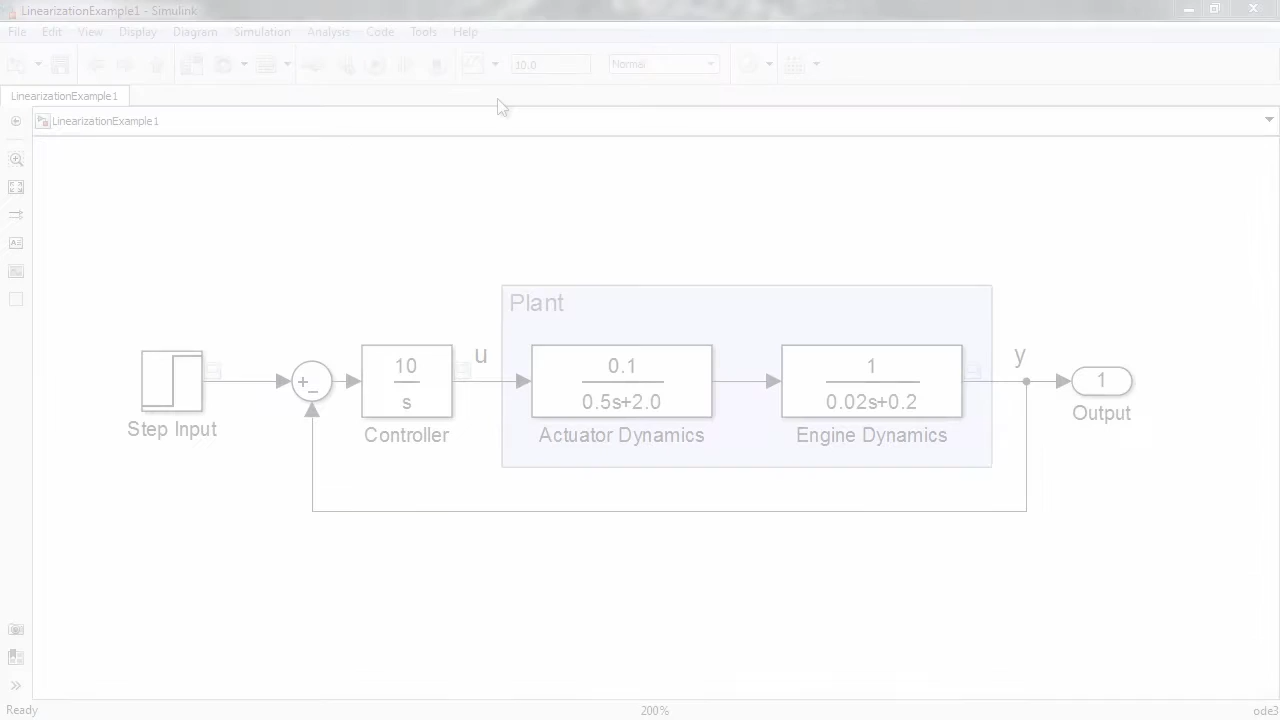 LinearizationExample1 - Simulink
File Edit View Display Diagram Simulation Analysis Code Tools Help
10.0 Normal
LinearizationExample1
LinearizationExample1
Plant
u
y
10
s
0.1
0.5s+2.0
1
0.02s+0.2
1
+
−
Step Input
Controller
Actuator Dynamics
Engine Dynamics
Output
Ready 200% ode3